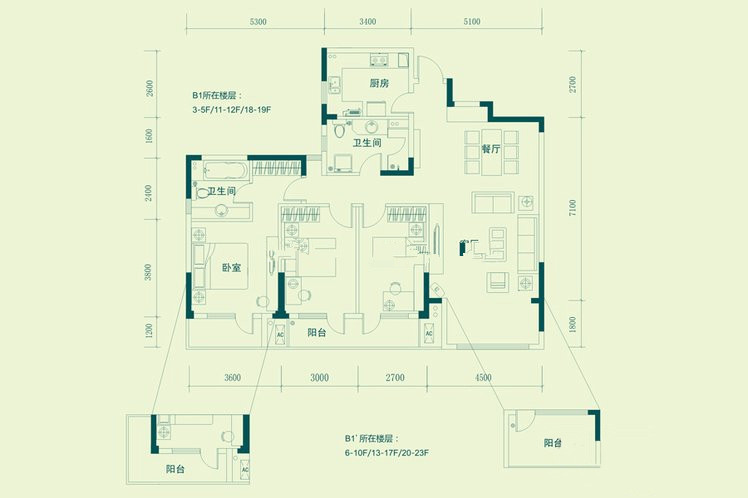 5300
3400
5100
B1所在楼层：
3-5F/11-12F/18-19F
2600
1600
2400
3800
1200
2700
7100
1800
厨房
卫生间
餐厅
卫生间
卧室
阳台
AC
AC
3600
3000
2700
4500
B1`所在楼层：
6-10F/13-17F/20-23F
阳台
AC
阳台